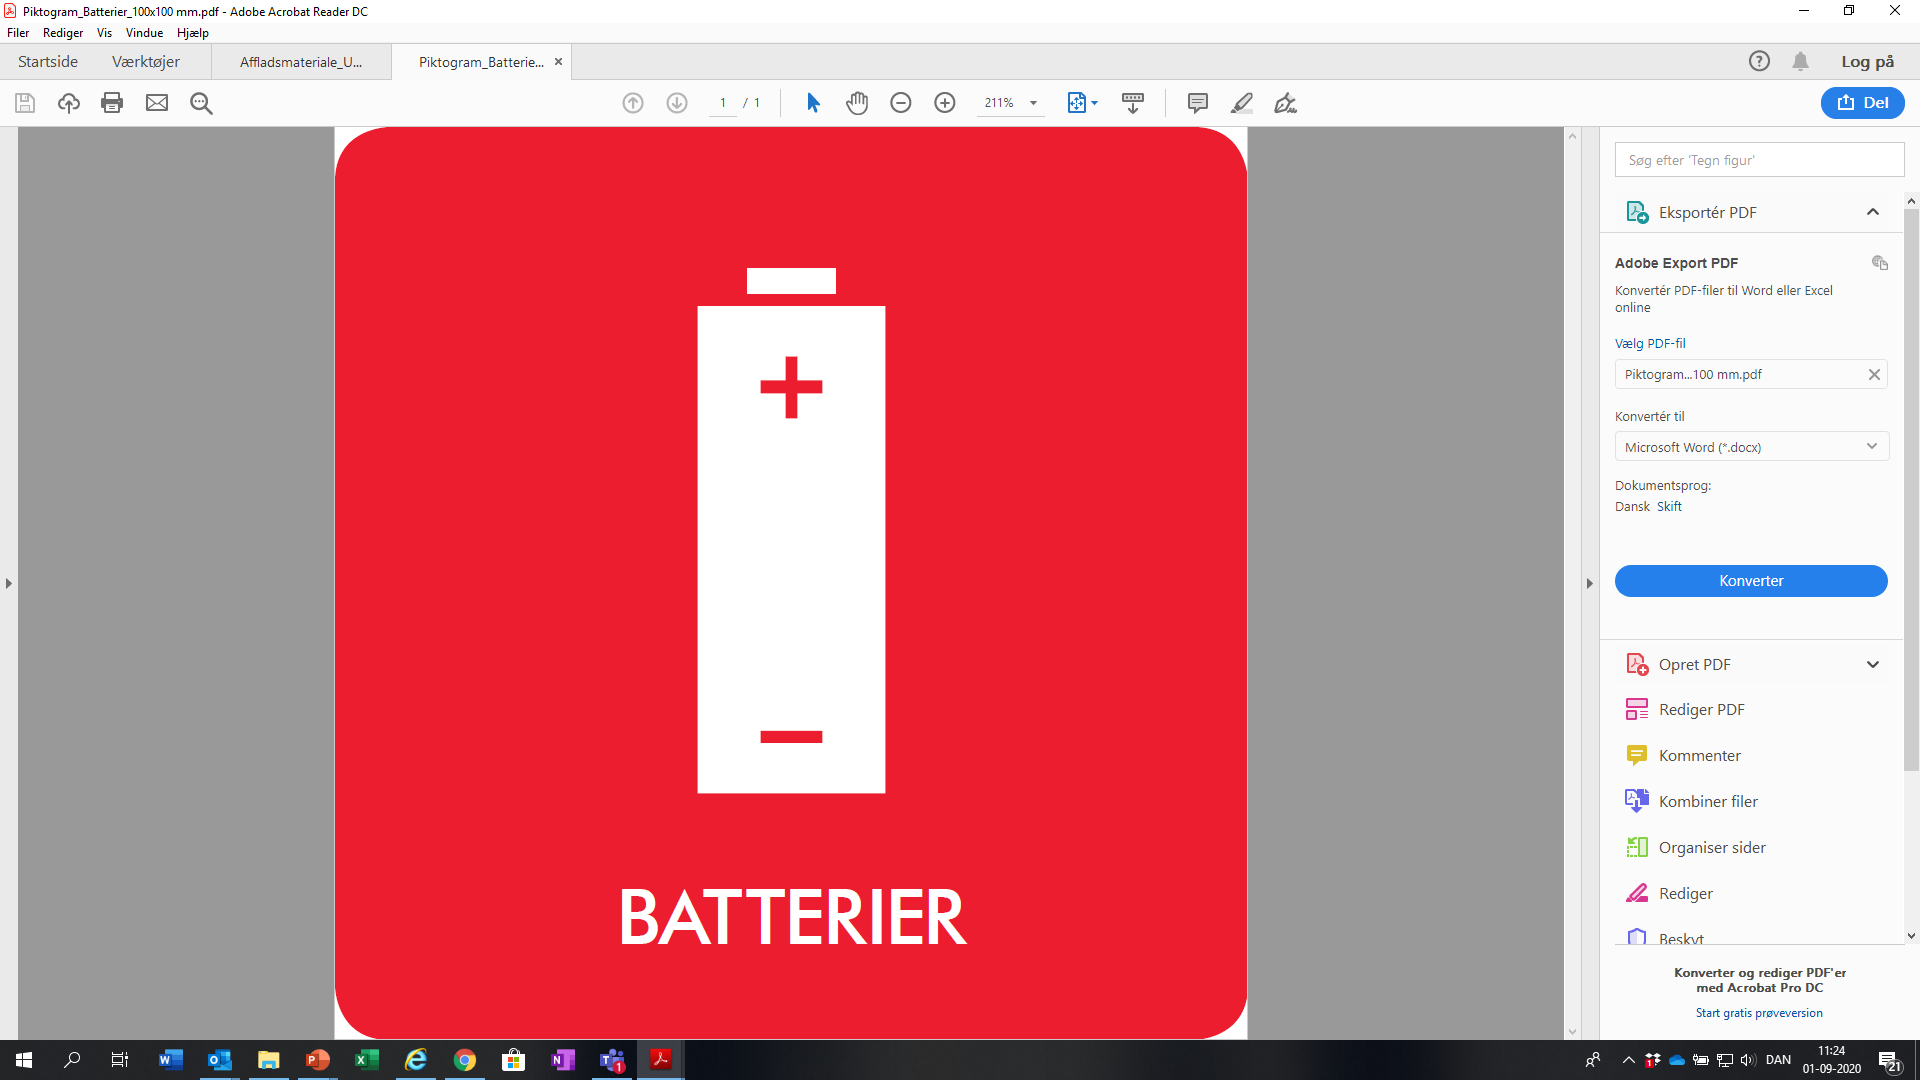 Piktogram_Batterier_100x100 mm.pdf - Adobe Acrobat Reader DC
Filer Rediger Vis Vindue Hjælp
Startside Værktøjer Affladsmateriale_U... Piktogram_Batterie... Log på
1 / 1 211% Del
Søg efter 'Tegn figur'
Eksportér PDF
Adobe Export PDF
Konvertér PDF-filer til Word eller Excel
online
Vælg PDF-fil
Piktogram...100 mm.pdf
Konvertér til
Microsoft Word (*.docx)
Dokumentsprog:
Dansk Skift
Konverter
Opret PDF
Rediger PDF
Kommenter
Kombiner filer
Organiser sider
Rediger
Beskyt
Konverter og rediger PDF'er
med Acrobat Pro DC
Start gratis prøveversion
+
−
BATTERIER
DAN
11:24
01-09-2020
21